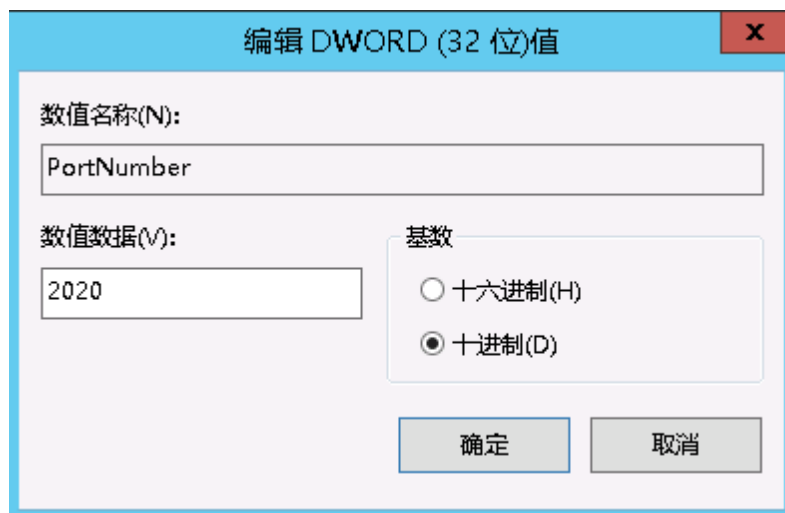 编辑 DWORD (32 位)值
x
数值名称(N):
PortNumber
数值数据(V):
基数
2020
十六进制(H)
十进制(D)
确定
取消